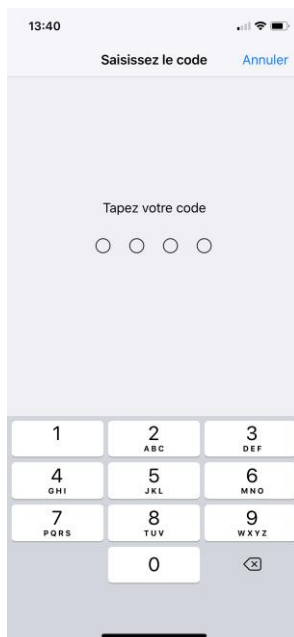 13:40
Saisissez le code Annuler
Tapez votre code
1 2 3
ABC DEF
4 5 6
GHI JKL MNO
7 8 9
PQRS TUV WXYZ
0